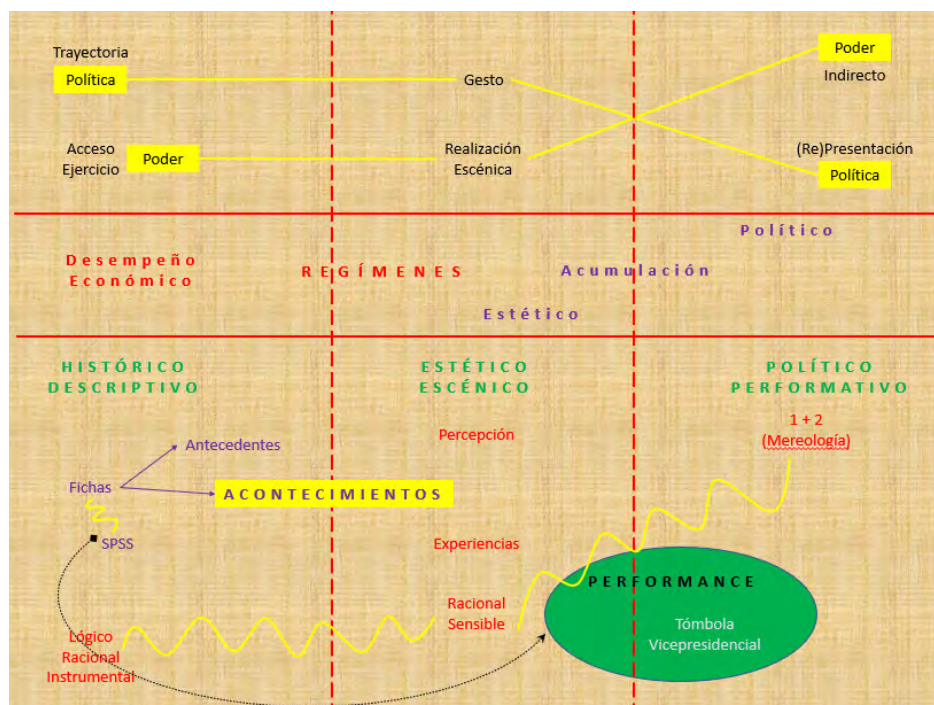 Trayectoria
Política
Gesto
Poder
Indirecto
Acceso
Ejercicio
Poder
Realización
Escénica
(Re)Presentación
Política
Político
Desempeño
Económico
REGÍMENES
Acumulación
Estético
HISTÓRICO
DESCRIPTIVO
ESTÉTICO
ESCÉNICO
POLÍTICO
PERFORMATIVO
1 + 2
(Mereología)
Percepción
Antecedentes
Fichas
ACONTECIMIENTOS
SPSS
Experiencias
PERFORMANCE
Tómbola
Vicepresidencial
Racional
Sensible
Lógico
Racional
Instrumental